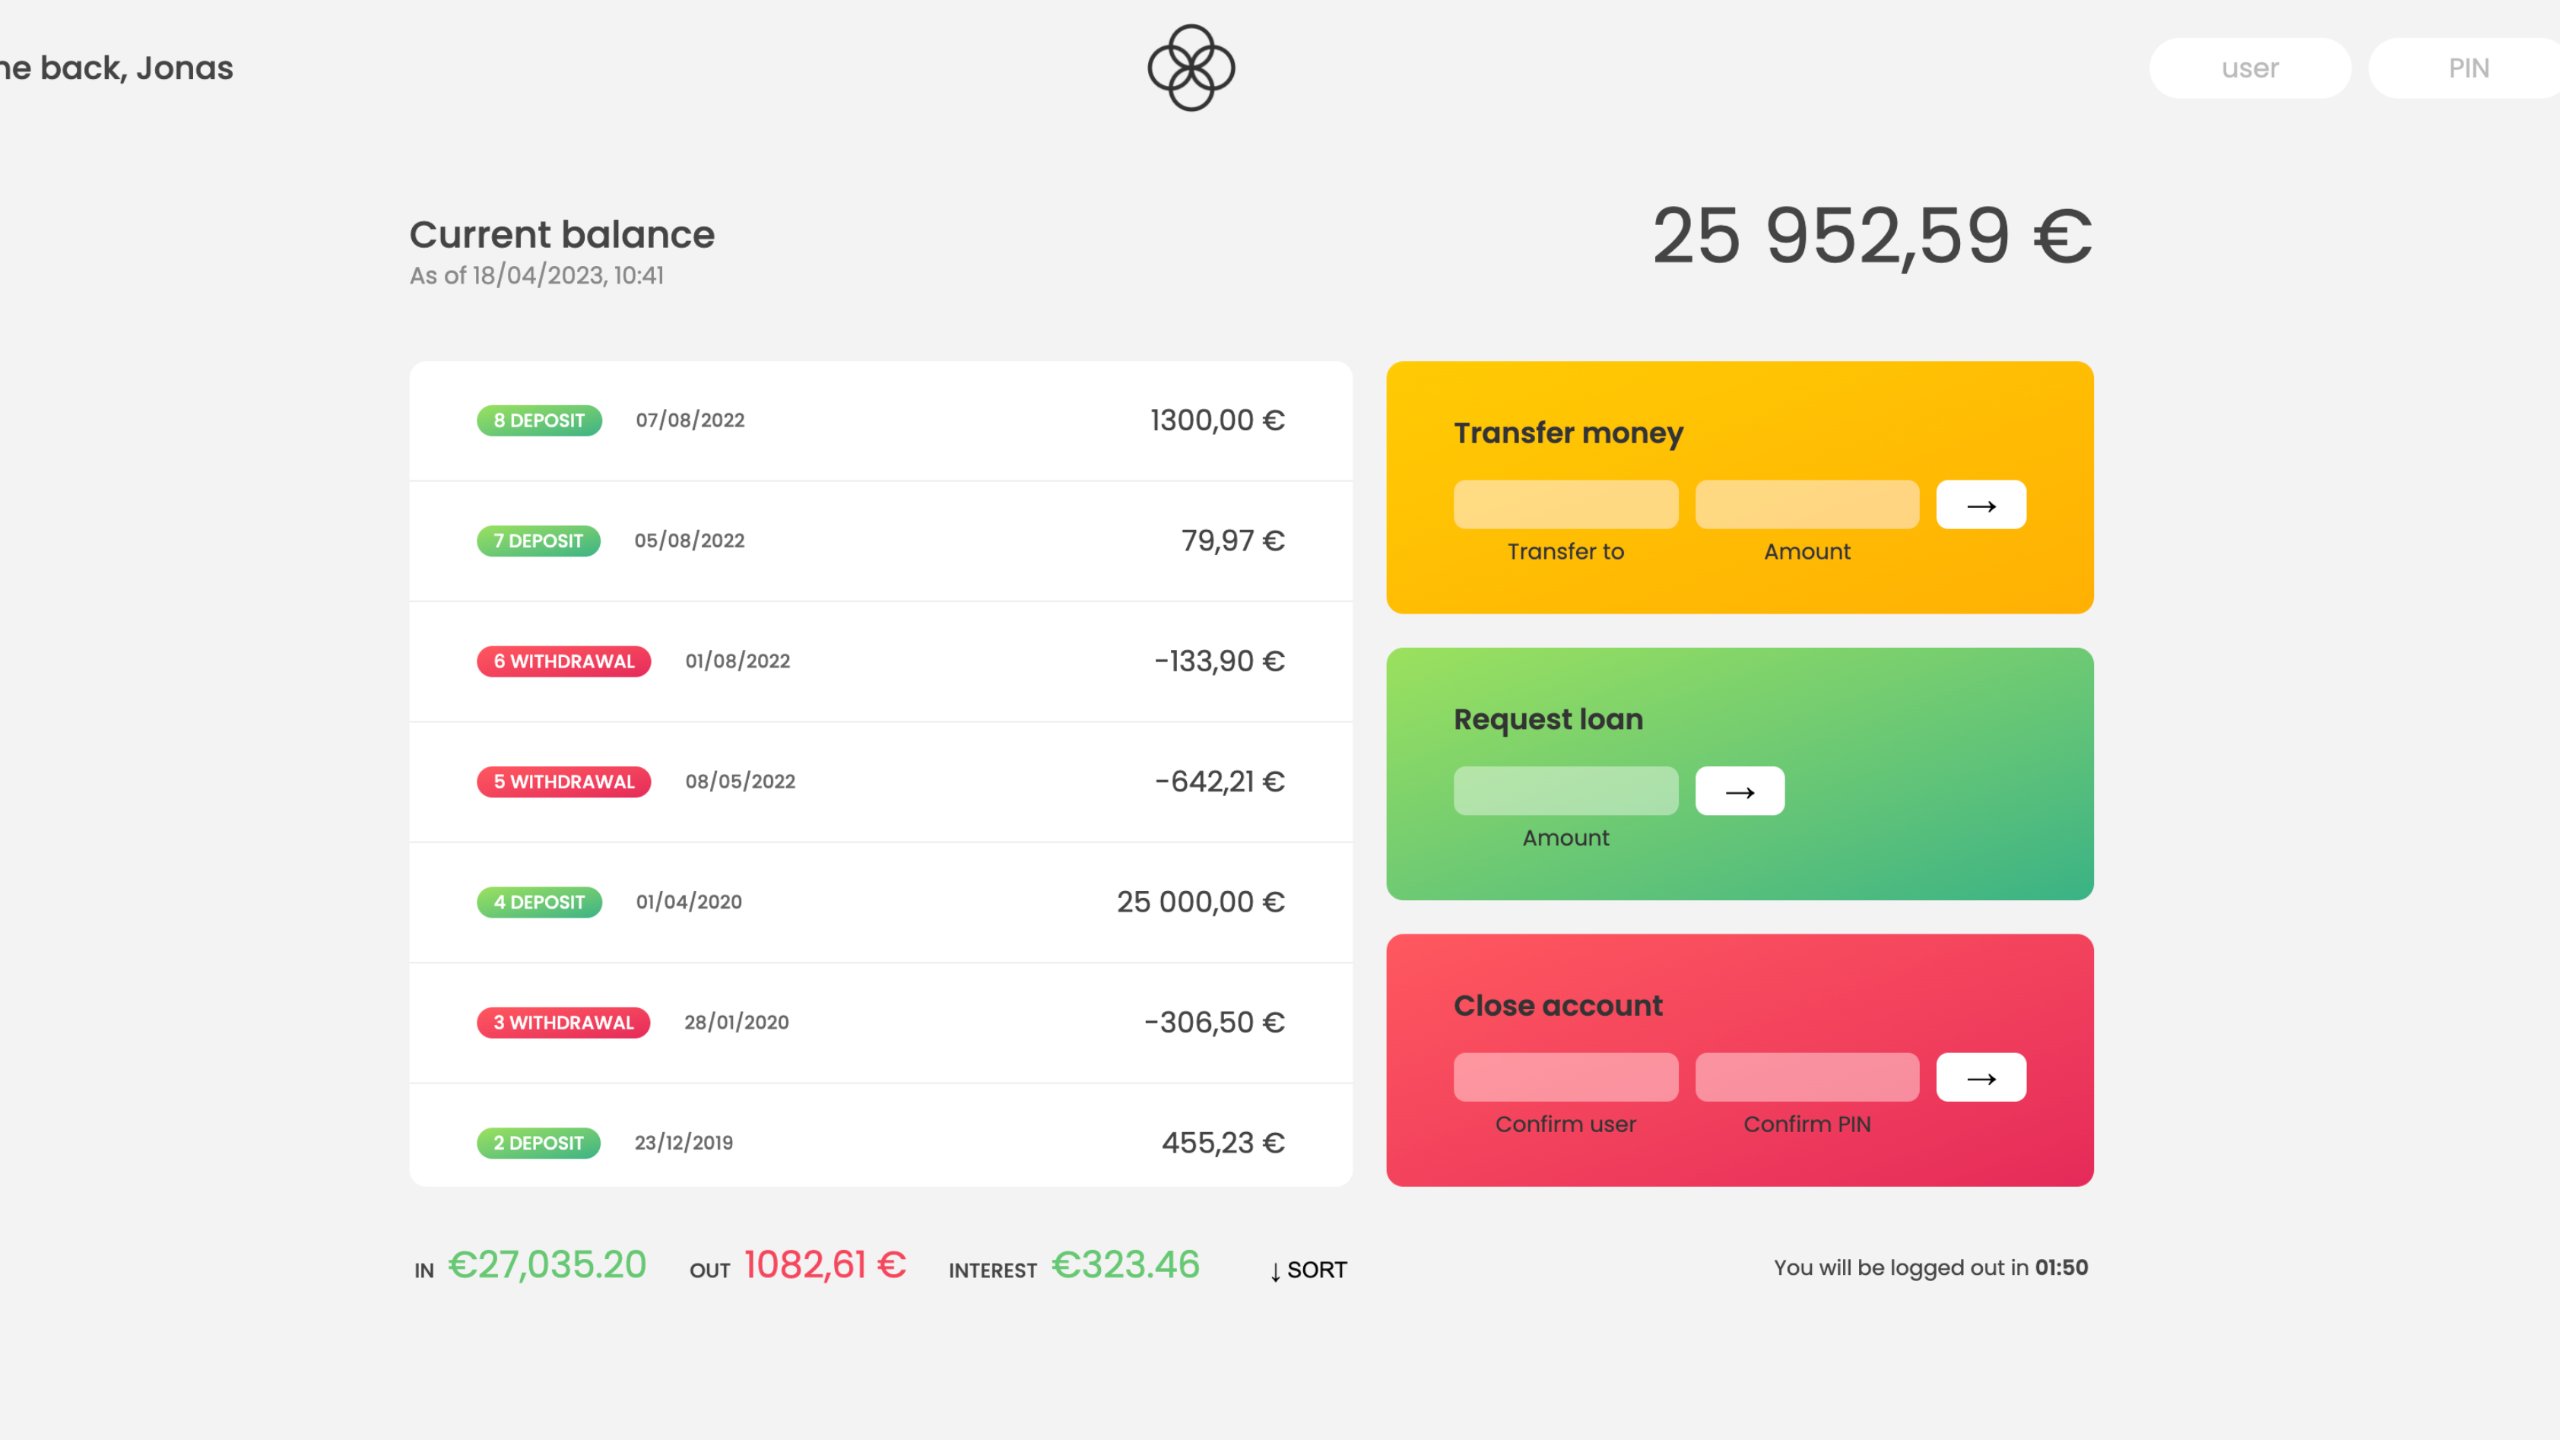 back, Jonas
user
PIN
Current balance
As of 18/04/2023, 10:41
25 952,59 €
8 DEPOSIT 07/08/2022 1300,00 €
7 DEPOSIT 05/08/2022 79,97 €
6 WITHDRAWAL 01/08/2022 -133,90 €
5 WITHDRAWAL 08/05/2022 -642,21 €
4 DEPOSIT 01/04/2020 25 000,00 €
3 WITHDRAWAL 28/01/2020 -306,50 €
2 DEPOSIT 23/12/2019 455,23 €
Transfer money
→
Transfer to Amount
Request loan
→
Amount
Close account
→
Confirm user Confirm PIN
IN €27,035.20 OUT 1082,61 € INTEREST €323.46 ↓ SORT
You will be logged out in 01:50